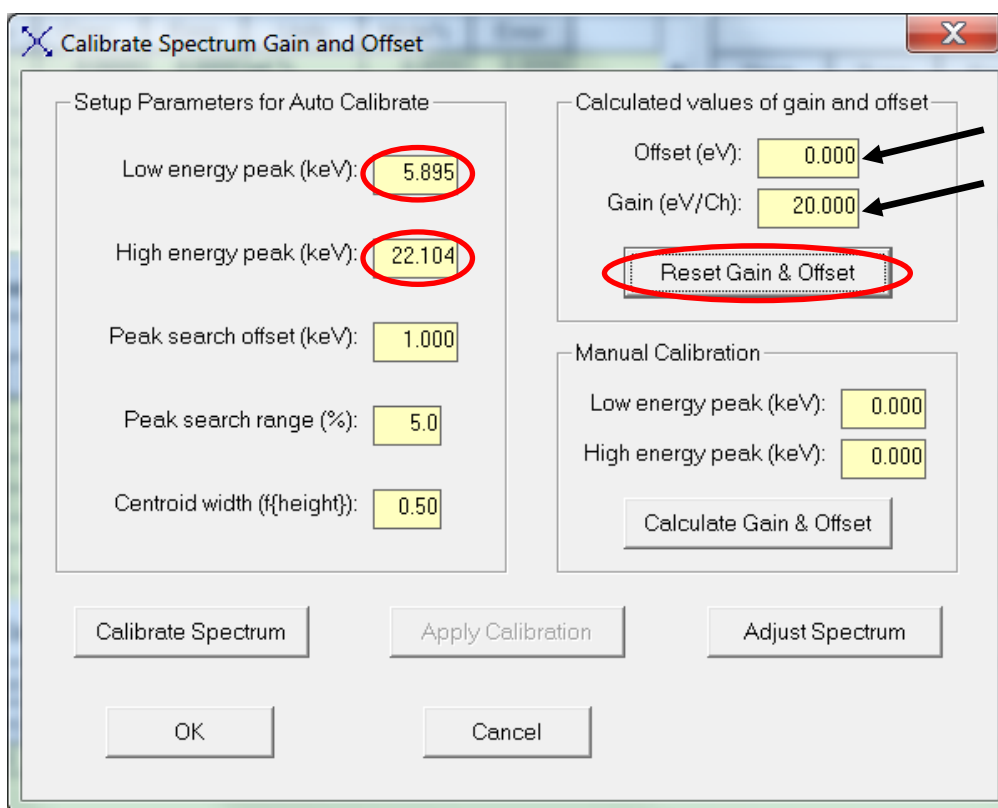 Calibrate Spectrum Gain and Offset
Setup Parameters for Auto Calibrate
Low energy peak (keV): 5.895
High energy peak (keV): 22.104
Peak search offset (keV): 1.000
Peak search range (%): 5.0
Centroid width (f{height}): 0.50
Calculated values of gain and offset
Offset (eV): 0.000
Gain (eV/Ch): 20.000
Reset Gain & Offset
Manual Calibration
Low energy peak (keV): 0.000
High energy peak (keV): 0.000
Calculate Gain & Offset
Calibrate Spectrum
Apply Calibration
Adjust Spectrum
OK
Cancel